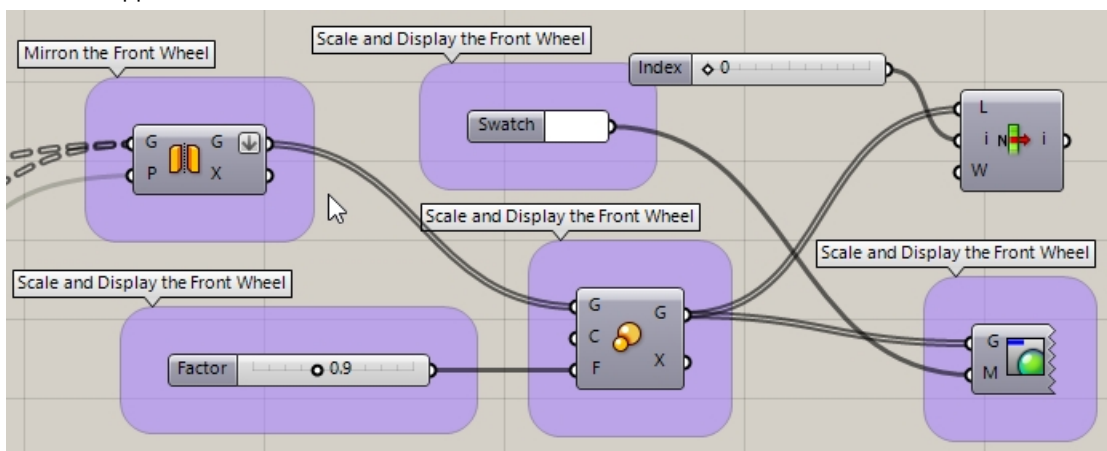 Mirron the Front Wheel
Scale and Display the Front Wheel
Index 0
Swatch
L
G G
i N i
P X
W
Scale and Display the Front Wheel
Scale and Display the Front Wheel
Scale and Display the Front Wheel
G G
C
G
Factor 0.9
F X
M